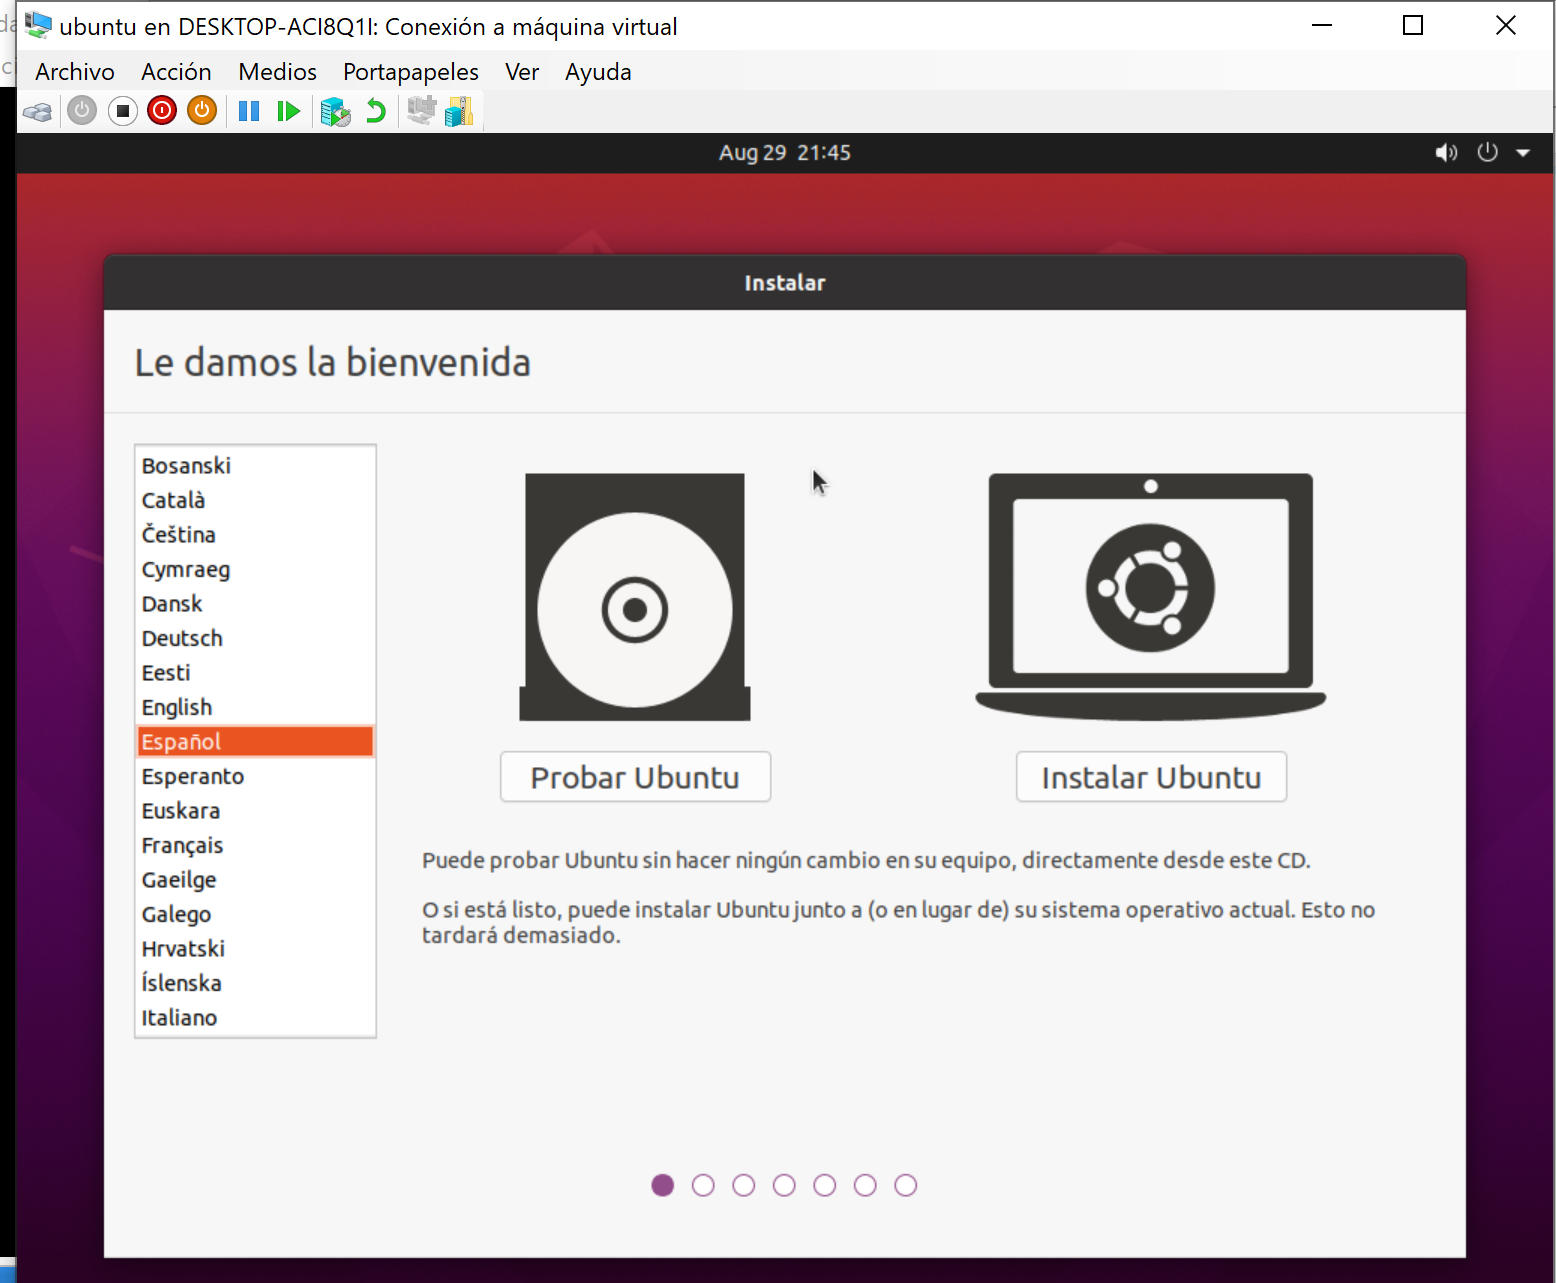 ubuntu en DESKTOP-ACI8Q1I: Conexión a máquina virtual
Archivo Acción Medios Portapapeles Ver Ayuda
Aug 29 21:45
Instalar
Le damos la bienvenida
Bosanski
Català
Čeština
Cymraeg
Dansk
Deutsch
Eesti
English
Español
Esperanto
Euskara
Français
Gaeilge
Galego
Hrvatski
Íslenska
Italiano
Probar Ubuntu
Instalar Ubuntu
Puede probar Ubuntu sin hacer ningún cambio en su equipo, directamente desde este CD.
O si está listo, puede instalar Ubuntu junto a (o en lugar de) su sistema operativo actual. Esto no
tardará demasiado.